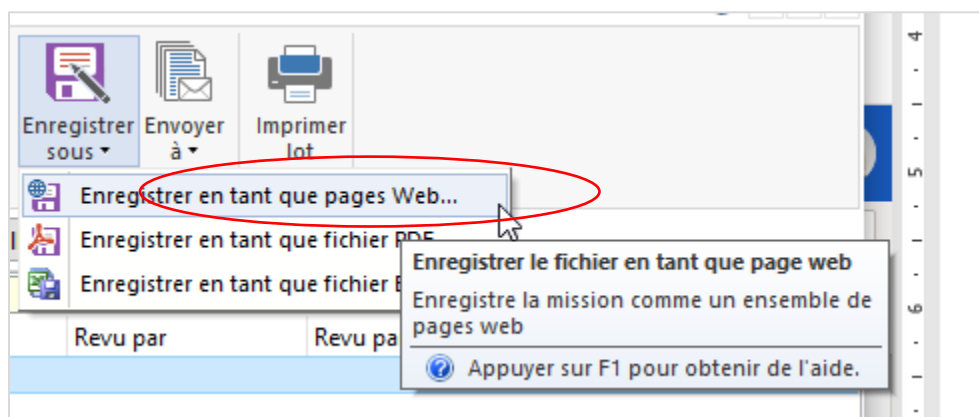 Enregistrer sous
Envoyer à
Imprimer lot
Enregistrer en tant que pages Web...
Enregistrer en tant que fichier PDF
Enregistrer en tant que fichier
Enregistrer le fichier en tant que page web
Enregistre la mission comme un ensemble de
pages web
Appuyer sur F1 pour obtenir de l'aide.
Revu par
Revu pa
4
5
6